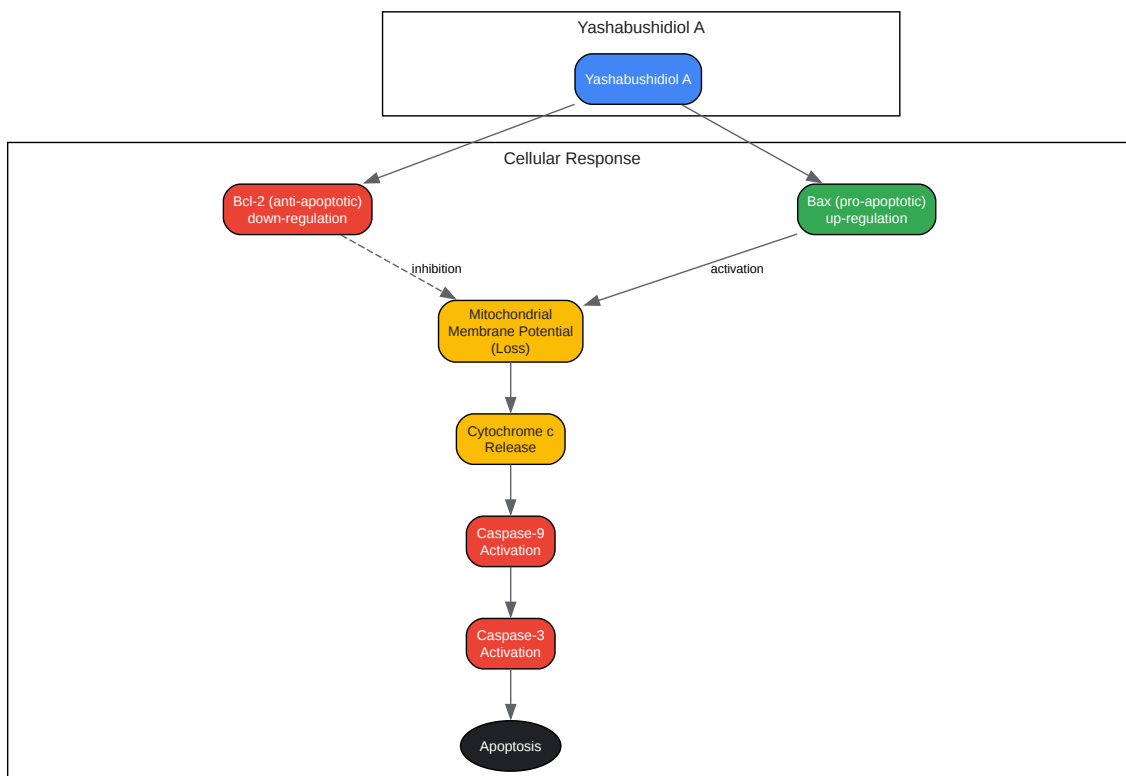 Yashabushidiol A
Yashabushidiol A
Cellular Response
Bcl-2 (anti-apoptotic)
down-regulation
Bax (pro-apoptotic)
up-regulation
inhibition
activation
Mitochondrial
Membrane Potential
(Loss)
Cytochrome c
Release
Caspase-9
Activation
Caspase-3
Activation
Apoptosis